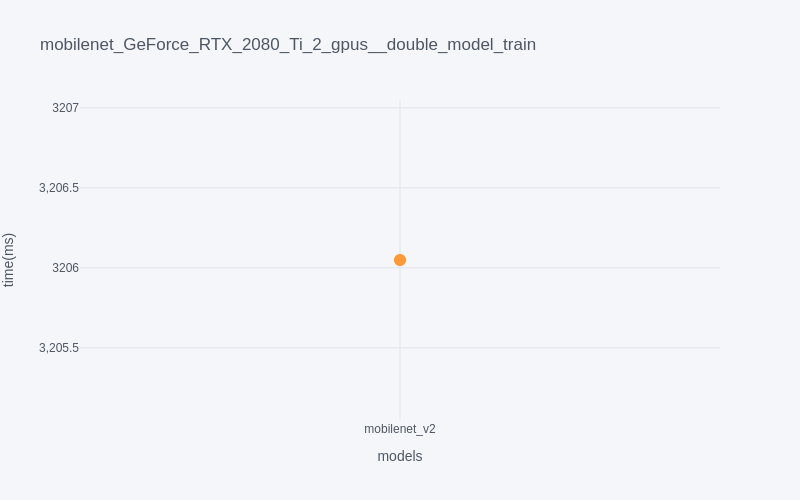 mobilenet_GeForce_RTX_2080_Ti_2_gpus__double_model_train
3207
3,206.5
3206
3,205.5
time(ms)
mobilenet_v2
models